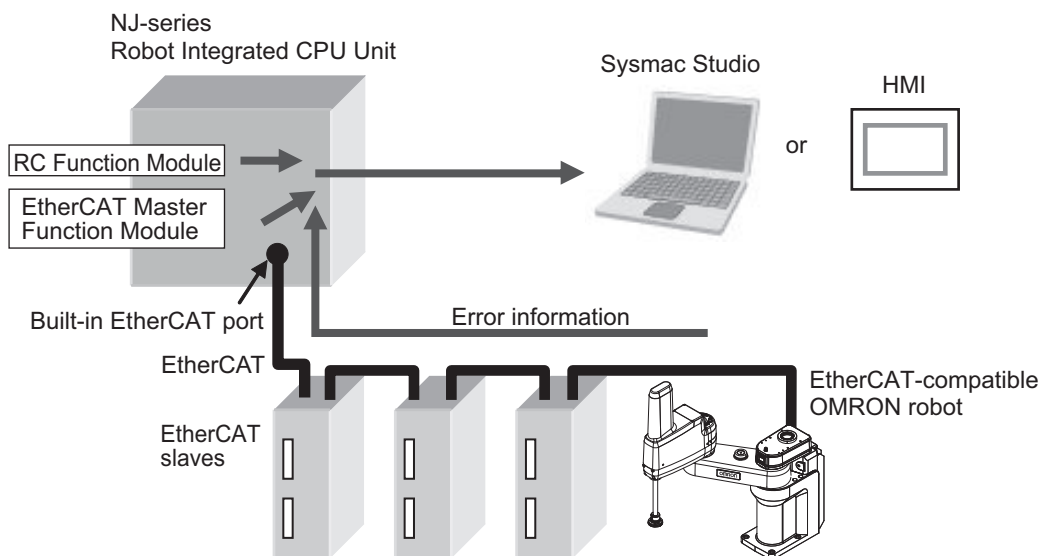 NJ-series
Robot Integrated CPU Unit
Sysmac Studio
or
HMI
RC Function Module
EtherCAT Master
Function Module
Built-in EtherCAT port
Error information
EtherCAT
EtherCAT-compatible
OMRON robot
EtherCAT
slaves
OMRON